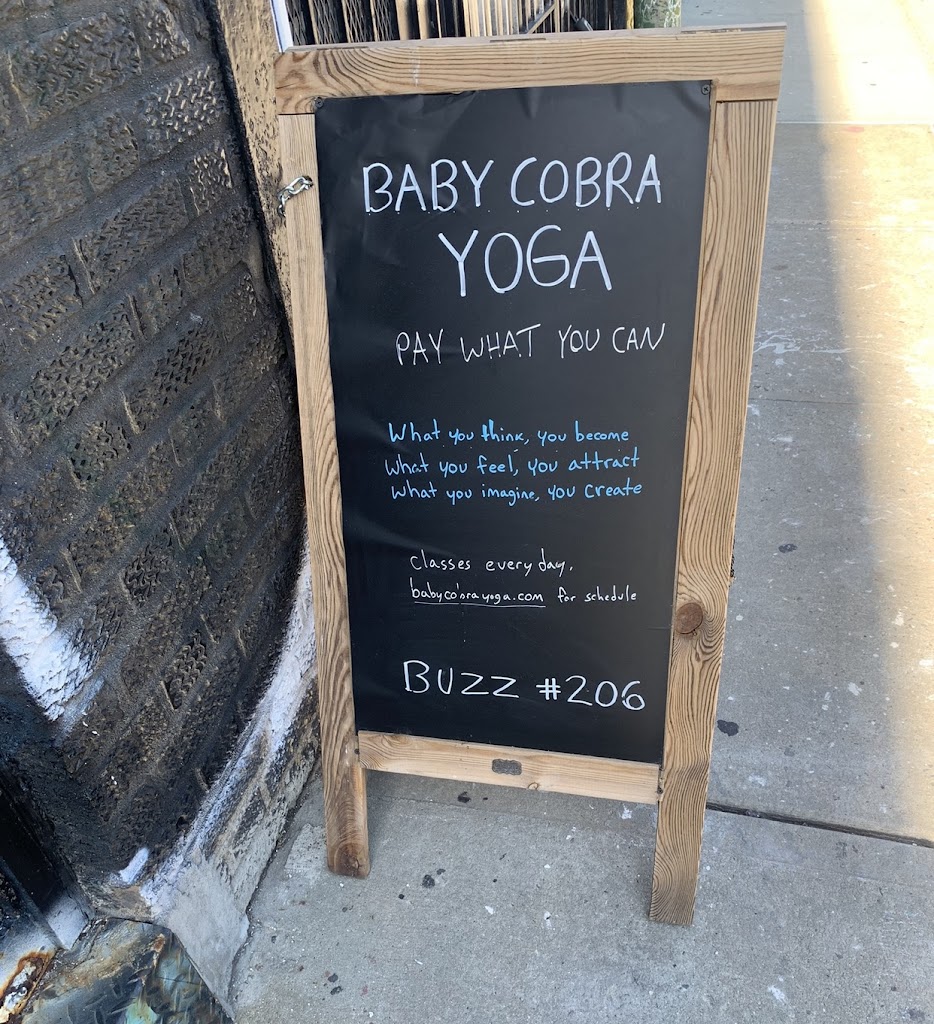 BABY COBRA
YOGA
PAY WHAT YOU CAN
What you think, you become
What you feel, you attract
What you imagine, you create
classes every day.
babycobrayoga.com for schedule
BUZZ #206